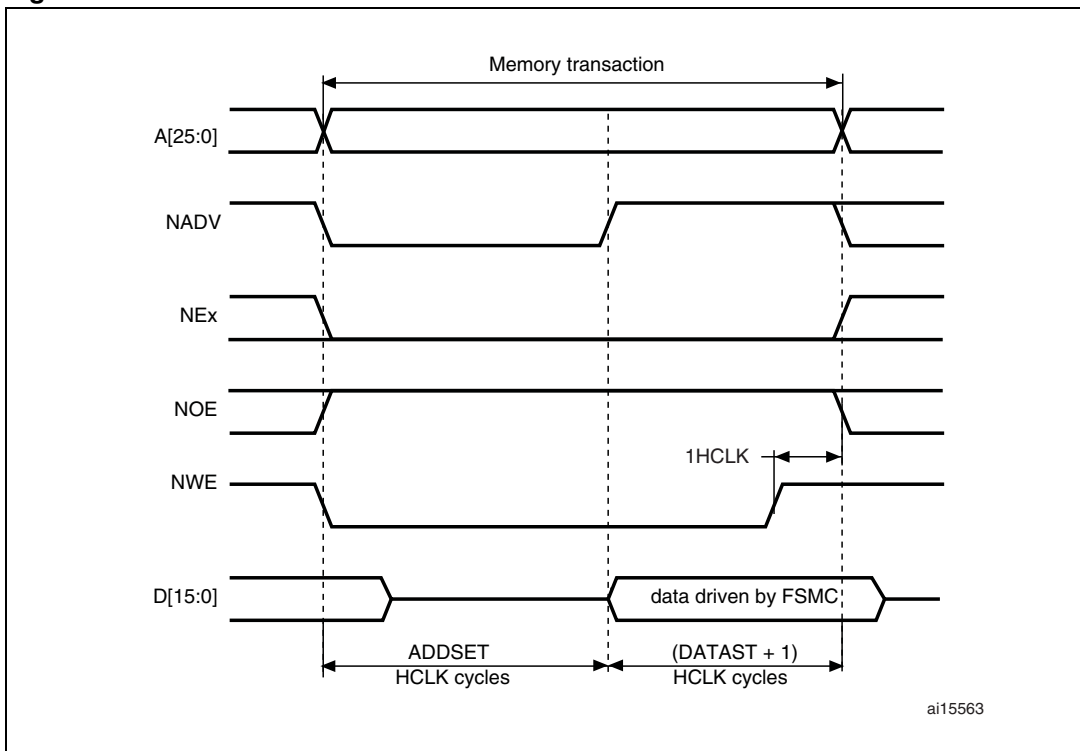 Memory transaction
A[25:0]
NADV
NEx
NOE
1HCLK
NWE
D[15:0]
data driven by FSMC
ADDSET
HCLK cycles
(DATAST + 1)
HCLK cycles
ai15563